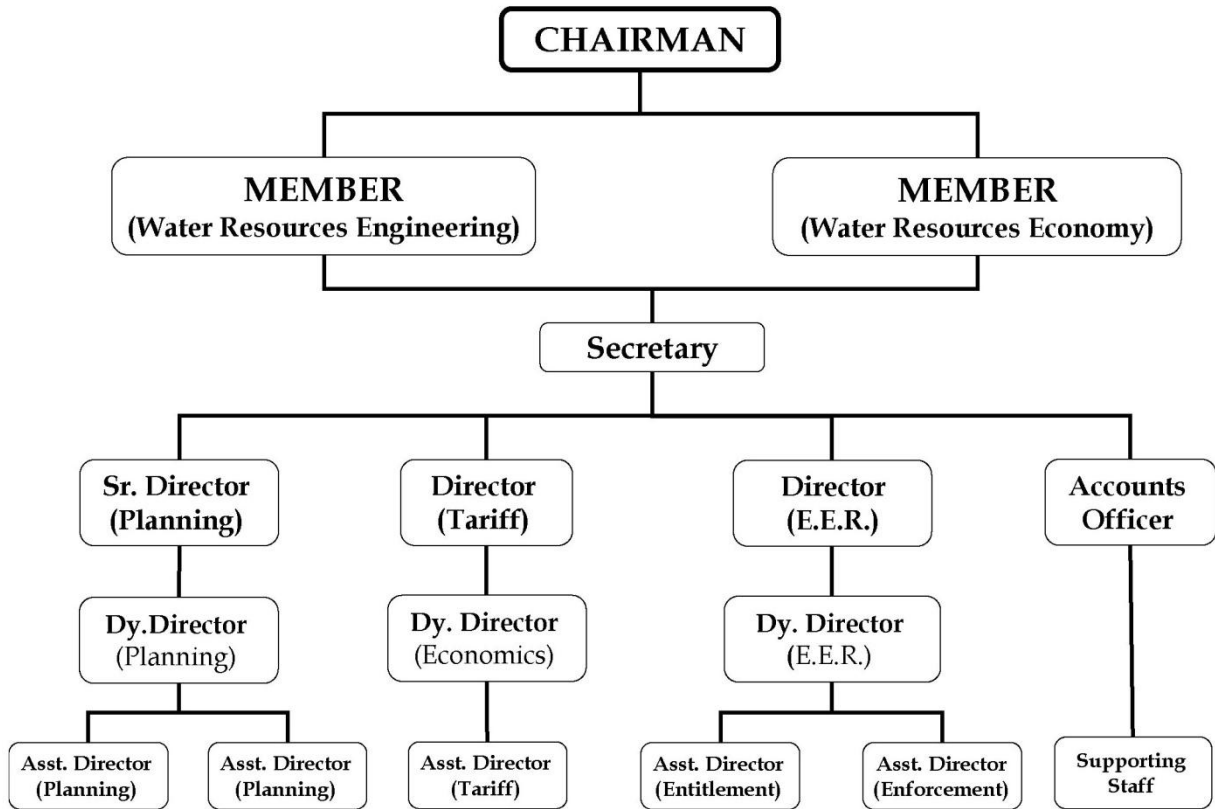 CHAIRMAN
MEMBER
(Water Resources Engineering)
MEMBER
(Water Resources Economy)
Secretary
Sr. Director
(Planning)
Director
(Tariff)
Director
(E.E.R.)
Accounts
Officer
Dy.Director
(Planning)
Dy. Director
(Economics)
Dy. Director
(E.E.R.)
Asst. Director
(Planning)
Asst. Director
(Planning)
Asst. Director
(Tariff)
Asst. Director
(Entitlement)
Asst. Director
(Enforcement)
Supporting
Staff